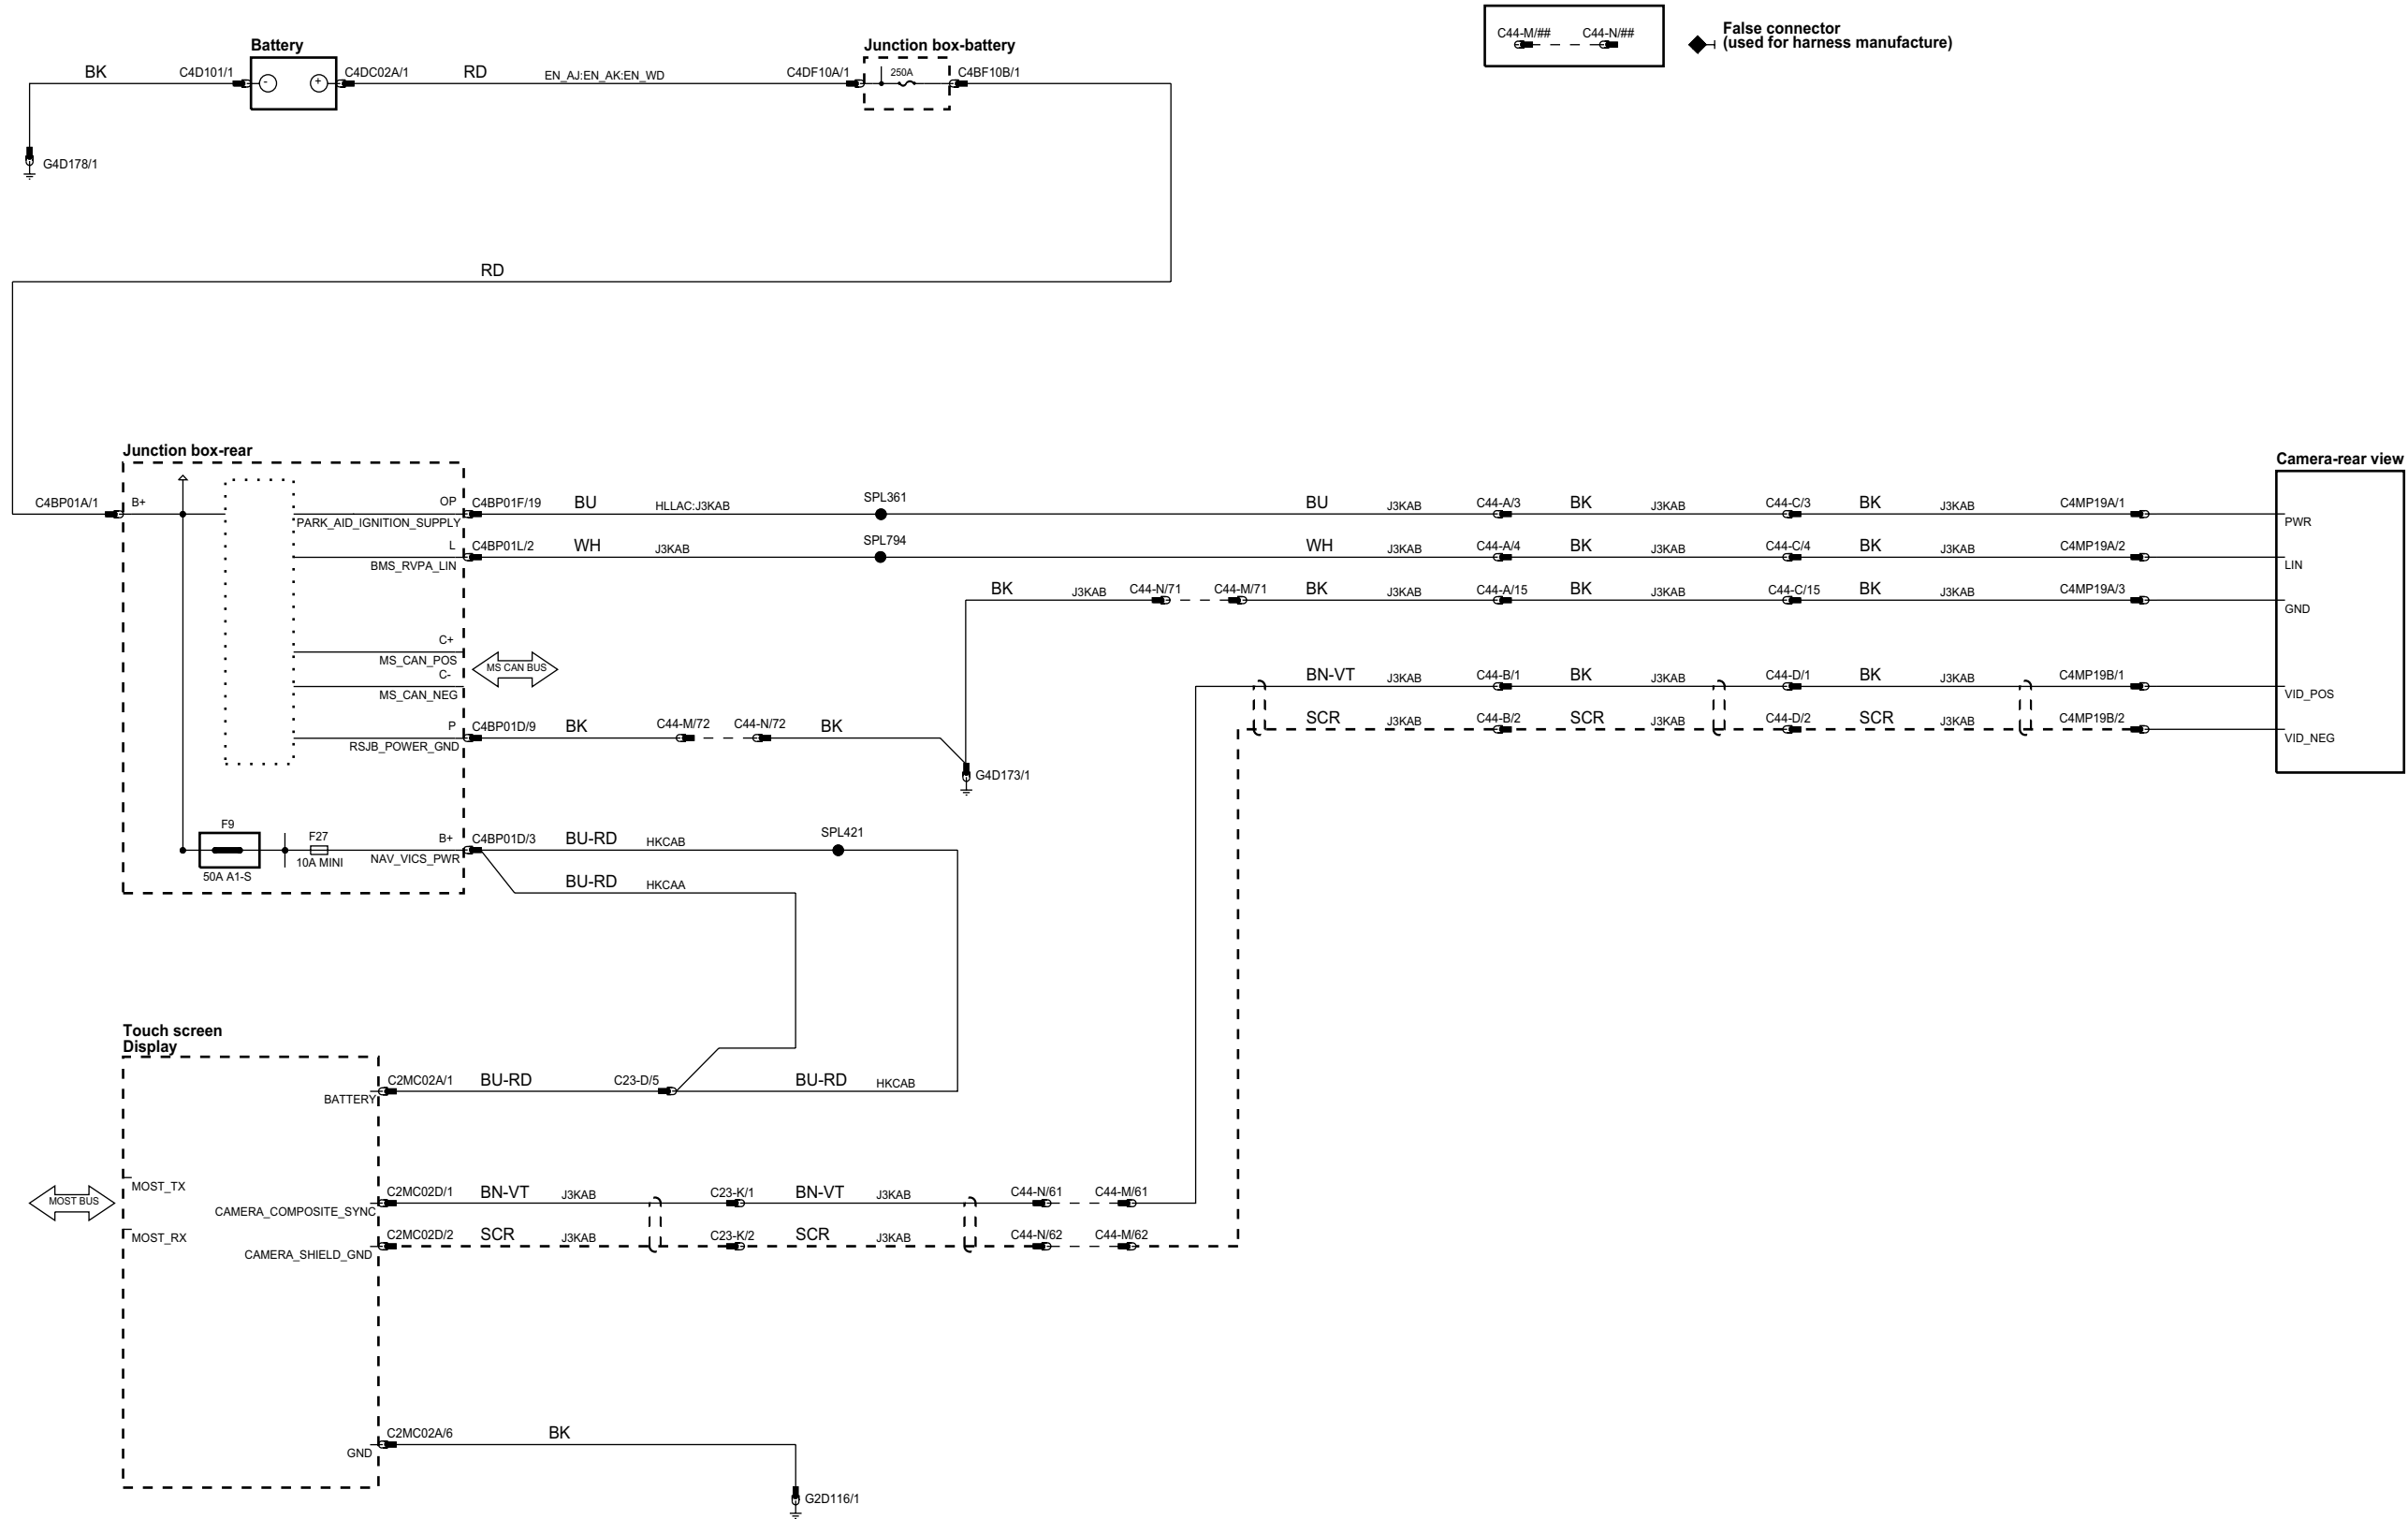 C44-M/## C44-N/##
False connector
(used for harness manufacture)
Battery
Junction box-battery
BK C4D101/1 - + C4DC02A/1 RD EN_AJ:EN_AK:EN_WD C4DF10A/1 250A C4BF10B/1
G4D178/1
RD
Junction box-rear
Camera-rear view
C4BP01A/1 B+ OP C4BP01F/19 BU HLLAC:J3KAB SPL361 BU J3KAB C44-A/3 BK J3KAB C44-C/3 BK J3KAB C4MP19A/1
PARK_AID_IGNITION_SUPPLY PWR
L C4BP01L/2 WH J3KAB SPL794 WH J3KAB C44-A/4 BK J3KAB C44-C/4 BK J3KAB C4MP19A/2
BMS_RVPA_LIN LIN
BK J3KAB C44-N/71 C44-M/71 BK J3KAB C44-A/15 BK J3KAB C44-C/15 BK J3KAB C4MP19A/3
GND
C+
MS_CAN_POS
MS CAN BUS
C-
MS_CAN_NEG
BN-VT J3KAB C44-B/1 BK J3KAB C44-D/1 BK J3KAB C4MP19B/1
VID_POS
SCR J3KAB C44-B/2 SCR J3KAB C44-D/2 SCR J3KAB C4MP19B/2
VID_NEG
P C4BP01D/9 BK C44-M/72 C44-N/72 BK
RSJB_POWER_GND
G4D173/1
F9 F27 B+ C4BP01D/3 BU-RD HKCAB SPL421
50A A1-S 10A MINI NAV_VICS_PWR
BU-RD HKCAA
Touch screen
Display
C2MC02A/1 BU-RD C23-D/5 BU-RD HKCAB
BATTERY
MOST BUS
MOST_TX
C2MC02D/1 BN-VT J3KAB C23-K/1 BN-VT J3KAB C44-N/61 C44-M/61
CAMERA_COMPOSITE_SYNC
MOST_RX
C2MC02D/2 SCR J3KAB C23-K/2 SCR J3KAB C44-N/62 C44-M/62
CAMERA_SHIELD_GND
C2MC02A/6 BK
GND
G2D116/1